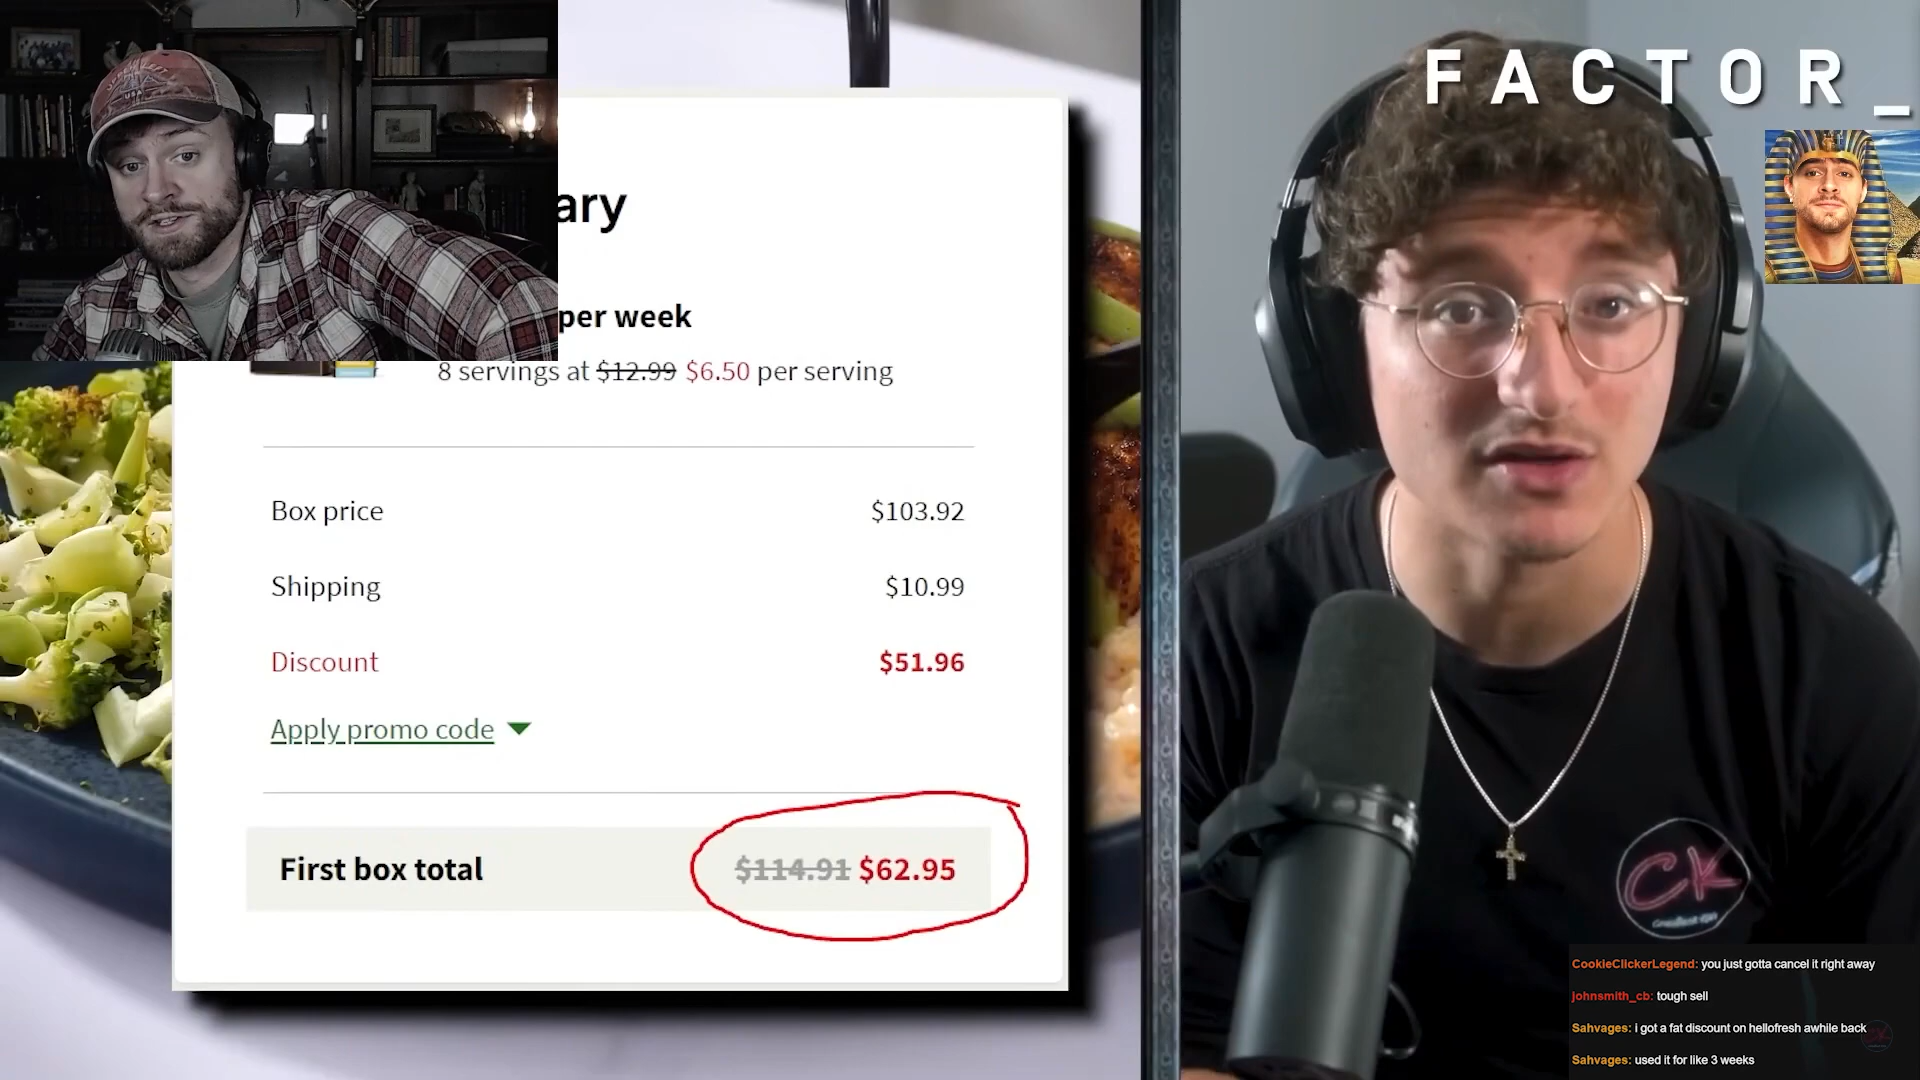 FACTOR_
USA
ary
per week
8 servings at $12.99 $6.50 per serving
Box price $103.92
Shipping $10.99
Discount $51.96
Apply promo code
First box total $114.91 $62.95
CK
CookieClickerLegend: you just gotta cancel it right away
johnsmith_cb: tough sell
Sahvages: i got a fat discount on hellofresh awhile back
Sahvages: used it for like 3 weeks